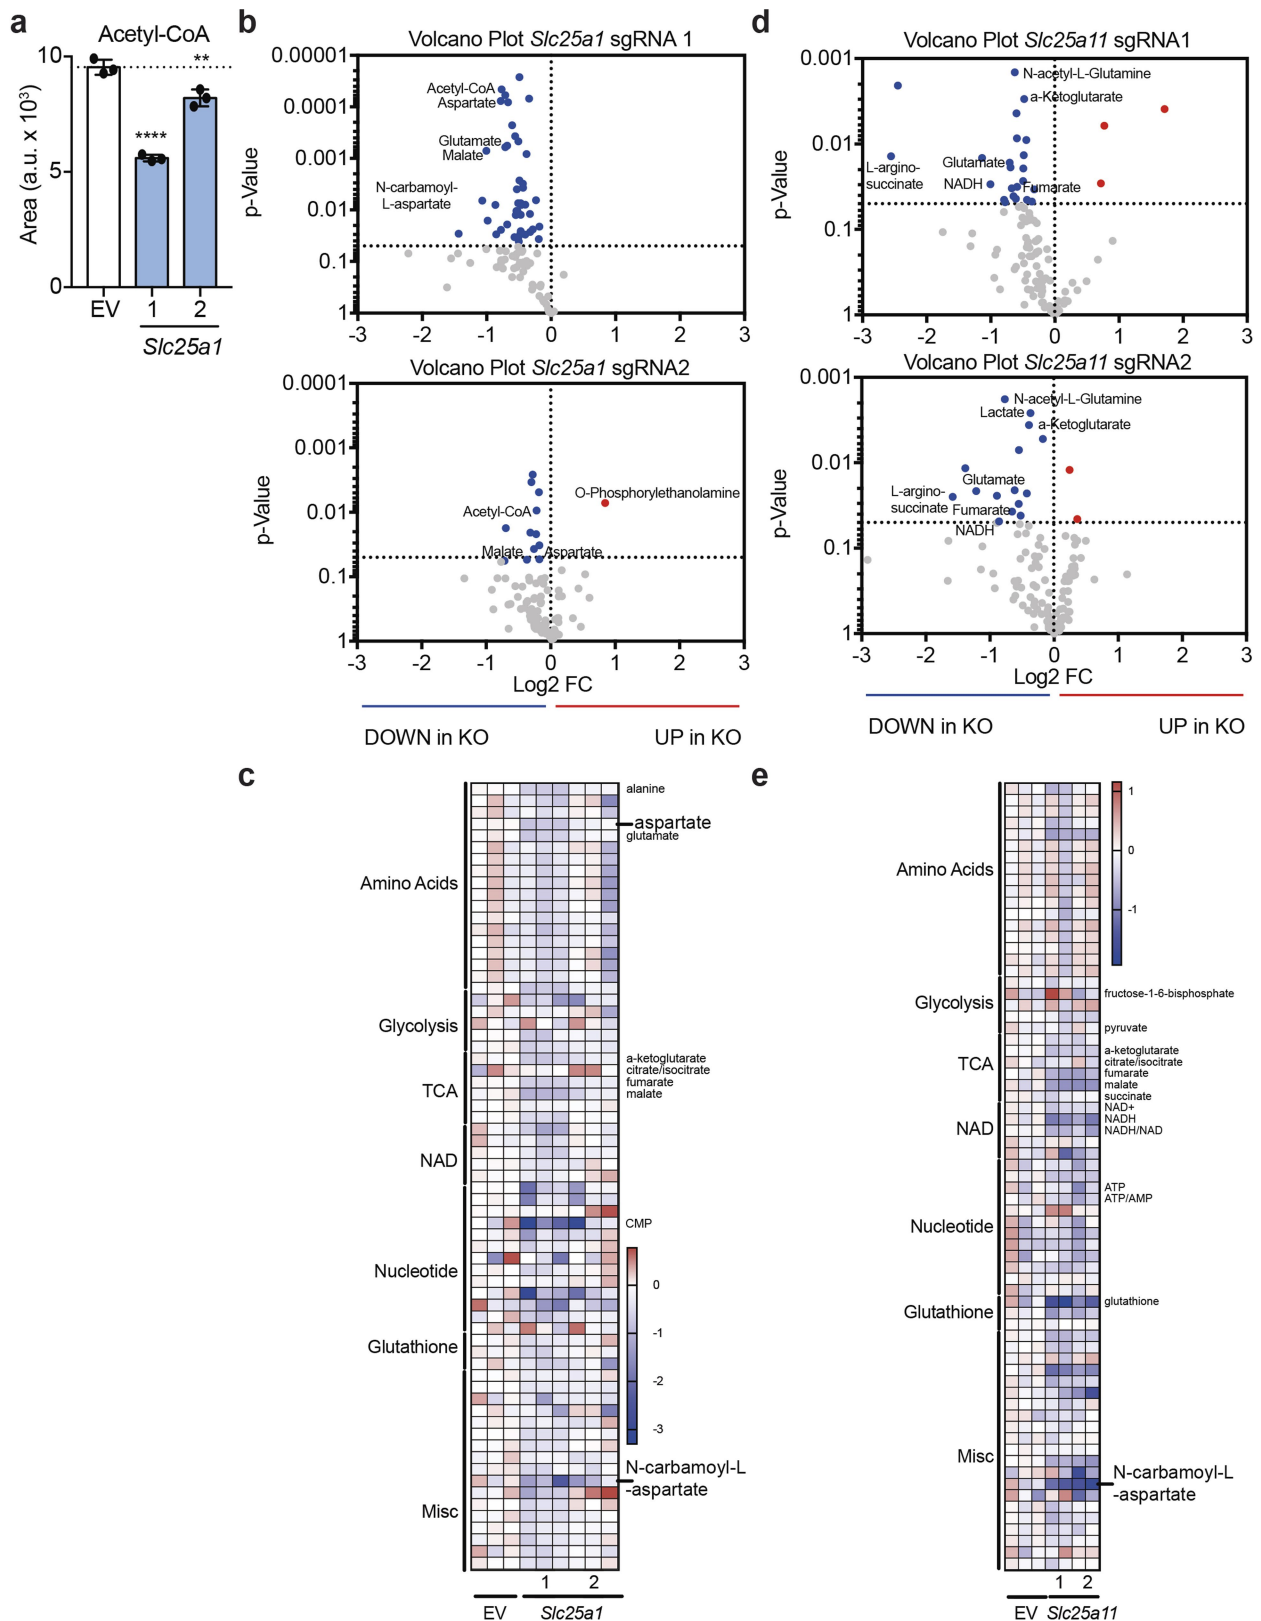 a
Acetyl-CoA
10
5
0
Area (a.u. x 10³)
**
****
EV
1
2
Slc25a1
b
Volcano Plot Slc25a1 sgRNA 1
0.00001
0.0001
0.001
0.01
0.1
1
p-Value
Acetyl-CoA
Aspartate
Glutamate
Malate
N-carbamoyl-
L-aspartate
-3
-2
-1
0
1
2
3
Volcano Plot Slc25a1 sgRNA2
0.0001
0.001
0.01
0.1
1
p-Value
O-Phosphorylethanolamine
Acetyl-CoA
Malate
Aspartate
-3
-2
-1
0
1
2
3
Log2 FC
DOWN in KO
UP in KO
d
Volcano Plot Slc25a11 sgRNA1
0.001
0.01
0.1
1
p-Value
N-acetyl-L-Glutamine
a-Ketoglutarate
L-argino-
succinate
Glutamate
NADH
Fumarate
-3
-2
-1
0
1
2
3
Volcano Plot Slc25a11 sgRNA2
0.001
0.01
0.1
1
p-Value
N-acetyl-L-Glutamine
Lactate
a-Ketoglutarate
Glutamate
L-argino-
succinate
Fumarate
NADH
-3
-2
-1
0
1
2
3
Log2 FC
DOWN in KO
UP in KO
c
Amino Acids
Glycolysis
TCA
NAD
Nucleotide
Glutathione
Misc
alanine
aspartate
glutamate
a-ketoglutarate
citrate/isocitrate
fumarate
malate
CMP
0
-1
-2
-3
N-carbamoyl-L
-aspartate
1
2
EV
Slc25a1
e
Amino Acids
Glycolysis
TCA
NAD
Nucleotide
Glutathione
Misc
1
0
-1
fructose-1-6-bisphosphate
pyruvate
a-ketoglutarate
citrate/isocitrate
fumarate
malate
succinate
NAD+
NADH
NADH/NAD
ATP
ATP/AMP
glutathione
N-carbamoyl-L
-aspartate
1
2
EV
Slc25a11